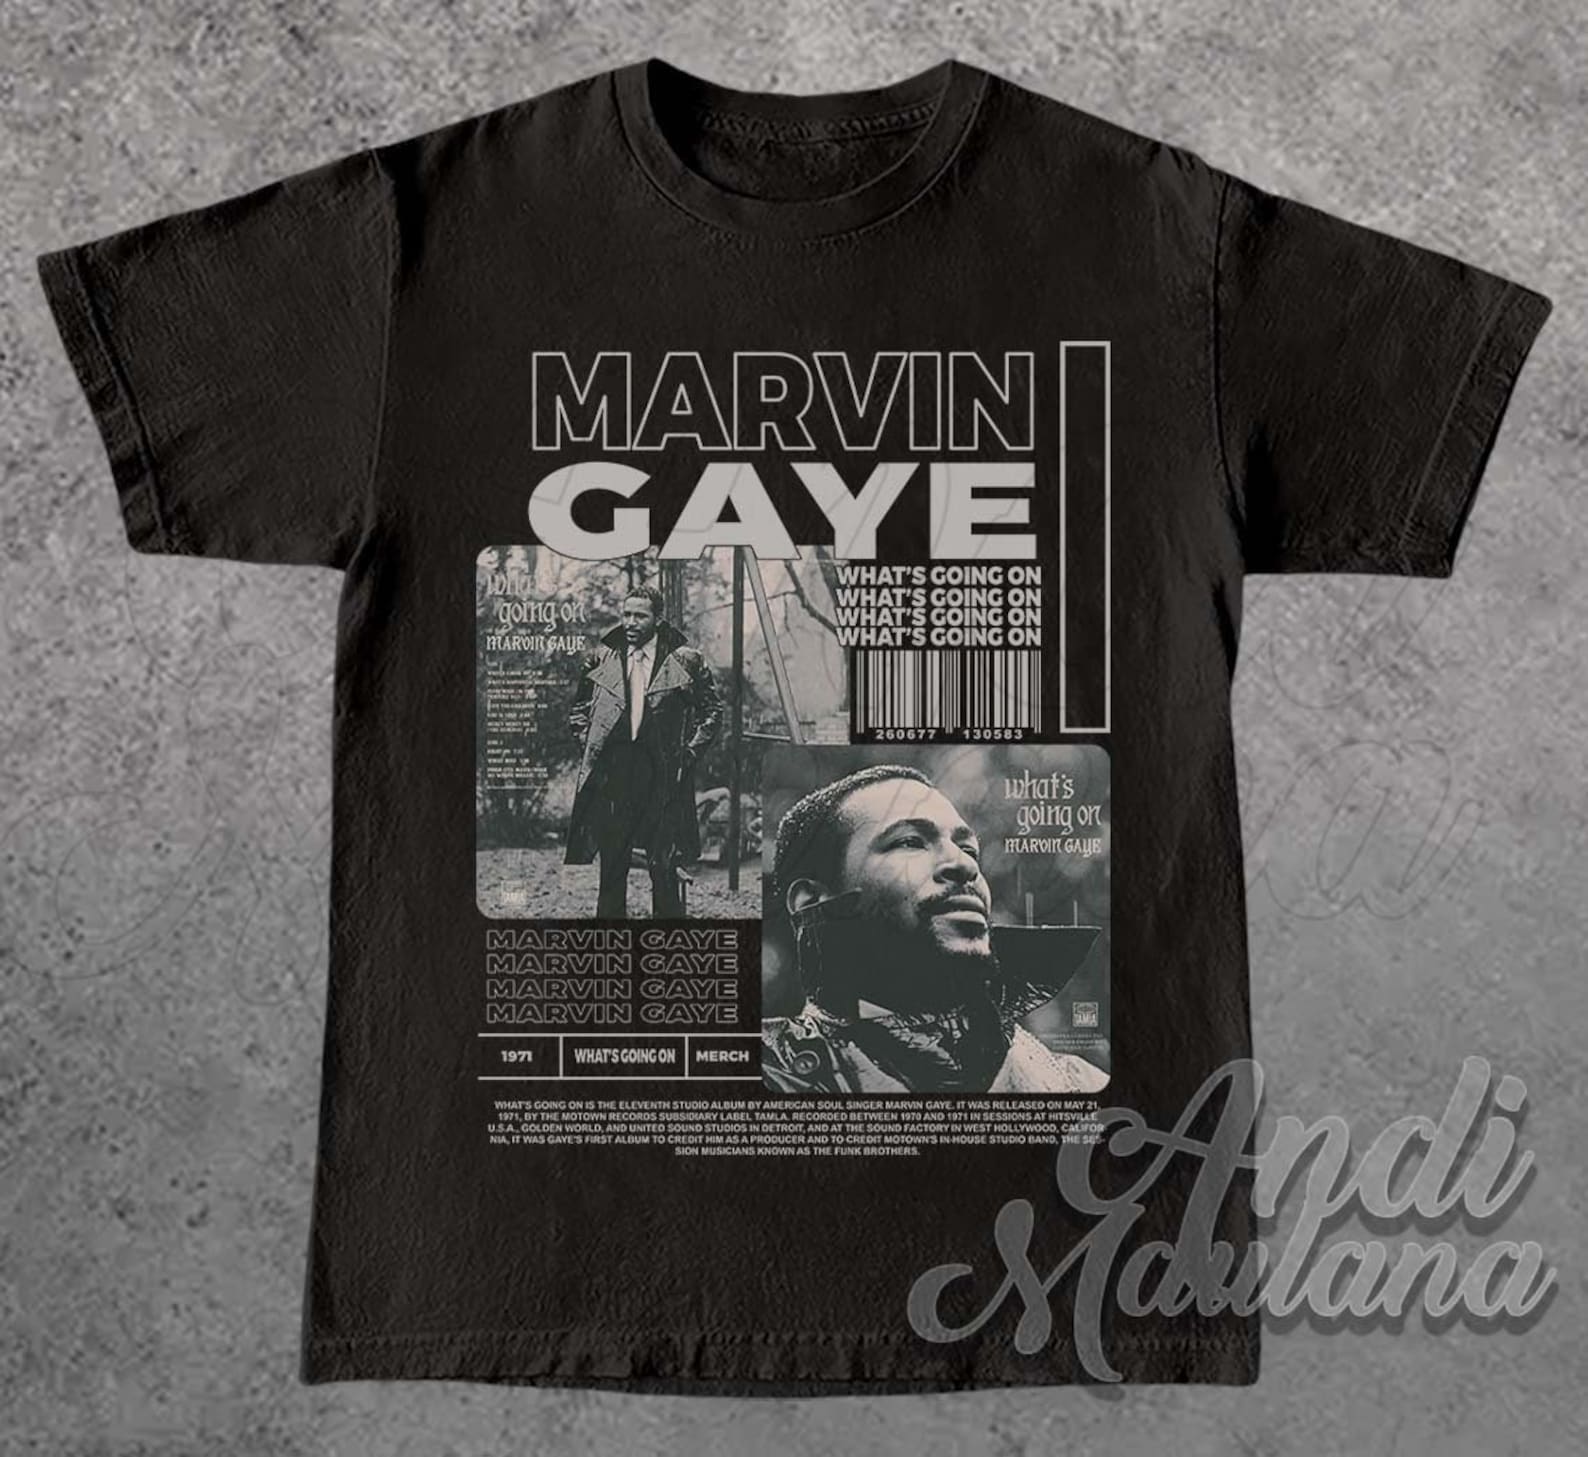 MARVIN
GAYE
WHAT'S GOING ON
WHAT'S GOING ON
WHAT'S GOING ON
WHAT'S GOING ON
260677 130583
going on
MARVIN GAYE
what's
going on
MARVIN GAYE
TAMLA
MARVIN GAYE
MARVIN GAYE
MARVIN GAYE
MARVIN GAYE
1971 WHAT'S GOING ON MERCH
WHAT'S GOING ON IS THE ELEVENTH STUDIO ALBUM BY AMERICAN SOUL SINGER MARVIN GAYE. IT WAS RELEASED ON MAY 21,
1971, BY THE MOTOWN RECORDS SUBSIDIARY LABEL TAMLA. RECORDED BETWEEN 1970 AND 1971 IN SESSIONS AT HITSVILLE
U.S.A., GOLDEN WORLD, AND UNITED SOUND STUDIOS IN DETROIT, AND AT THE SOUND FACTORY IN WEST HOLLYWOOD, CALIFOR
NIA, IT WAS GAYE'S FIRST ALBUM TO CREDIT HIM AS A PRODUCER AND TO CREDIT MOTOWN'S IN-HOUSE STUDIO BAND, THE SES-
SION MUSICIANS KNOWN AS THE FUNK BROTHERS.
Andi
Maulana